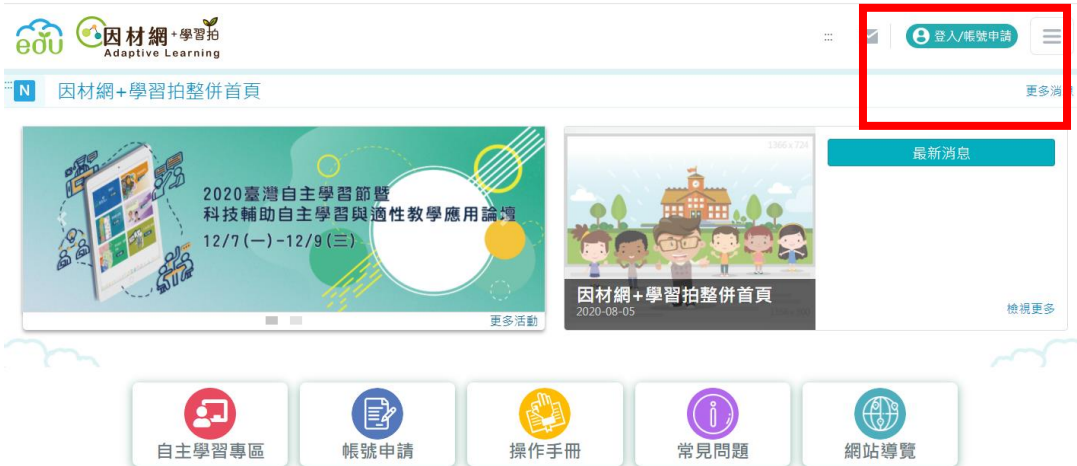 edu 因材網+學習拍
Adaptive Learning
登入/帳號申請
N 因材網+學習拍整併首頁
更多消息
2020臺灣自主學習節暨
科技輔助自主學習與適性教學應用論壇
12/7(一)-12/9(三)
更多活動
1366 x 724
因材網+學習拍整併首頁
2020-08-05
最新消息
檢視更多
自主學習專區
帳號申請
操作手冊
常見問題
網站導覽